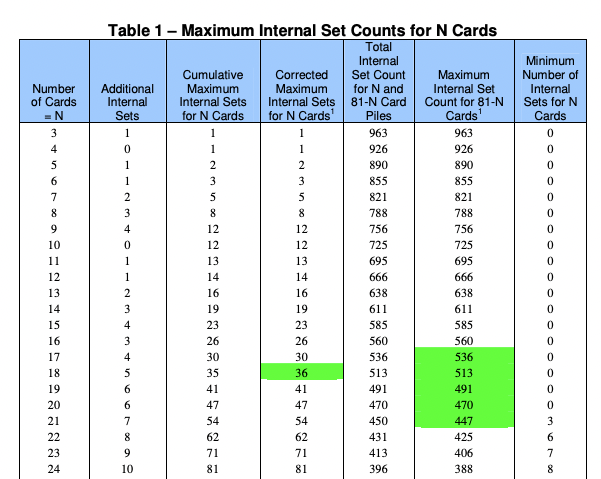 Table 1 – Maximum Internal Set Counts for N Cards
Number of Cards = N | Additional Internal Sets | Cumulative Maximum Internal Sets for N Cards | Corrected Maximum Internal Sets for N Cards¹ | Total Internal Set Count for N and 81-N Card Piles | Maximum Internal Set Count for 81-N Cards¹ | Minimum Number of Internal Sets for N Cards
3 1 1 1 963 963 0
4 0 1 1 926 926 0
5 1 2 2 890 890 0
6 1 3 3 855 855 0
7 2 5 5 821 821 0
8 3 8 8 788 788 0
9 4 12 12 756 756 0
10 0 12 12 725 725 0
11 1 13 13 695 695 0
12 1 14 14 666 666 0
13 2 16 16 638 638 0
14 3 19 19 611 611 0
15 4 23 23 585 585 0
16 3 26 26 560 560 0
17 4 30 30 536 536 0
18 5 35 36 513 513 0
19 6 41 41 491 491 0
20 6 47 47 470 470 0
21 7 54 54 450 447 3
22 8 62 62 431 425 6
23 9 71 71 413 406 7
24 10 81 81 396 388 8